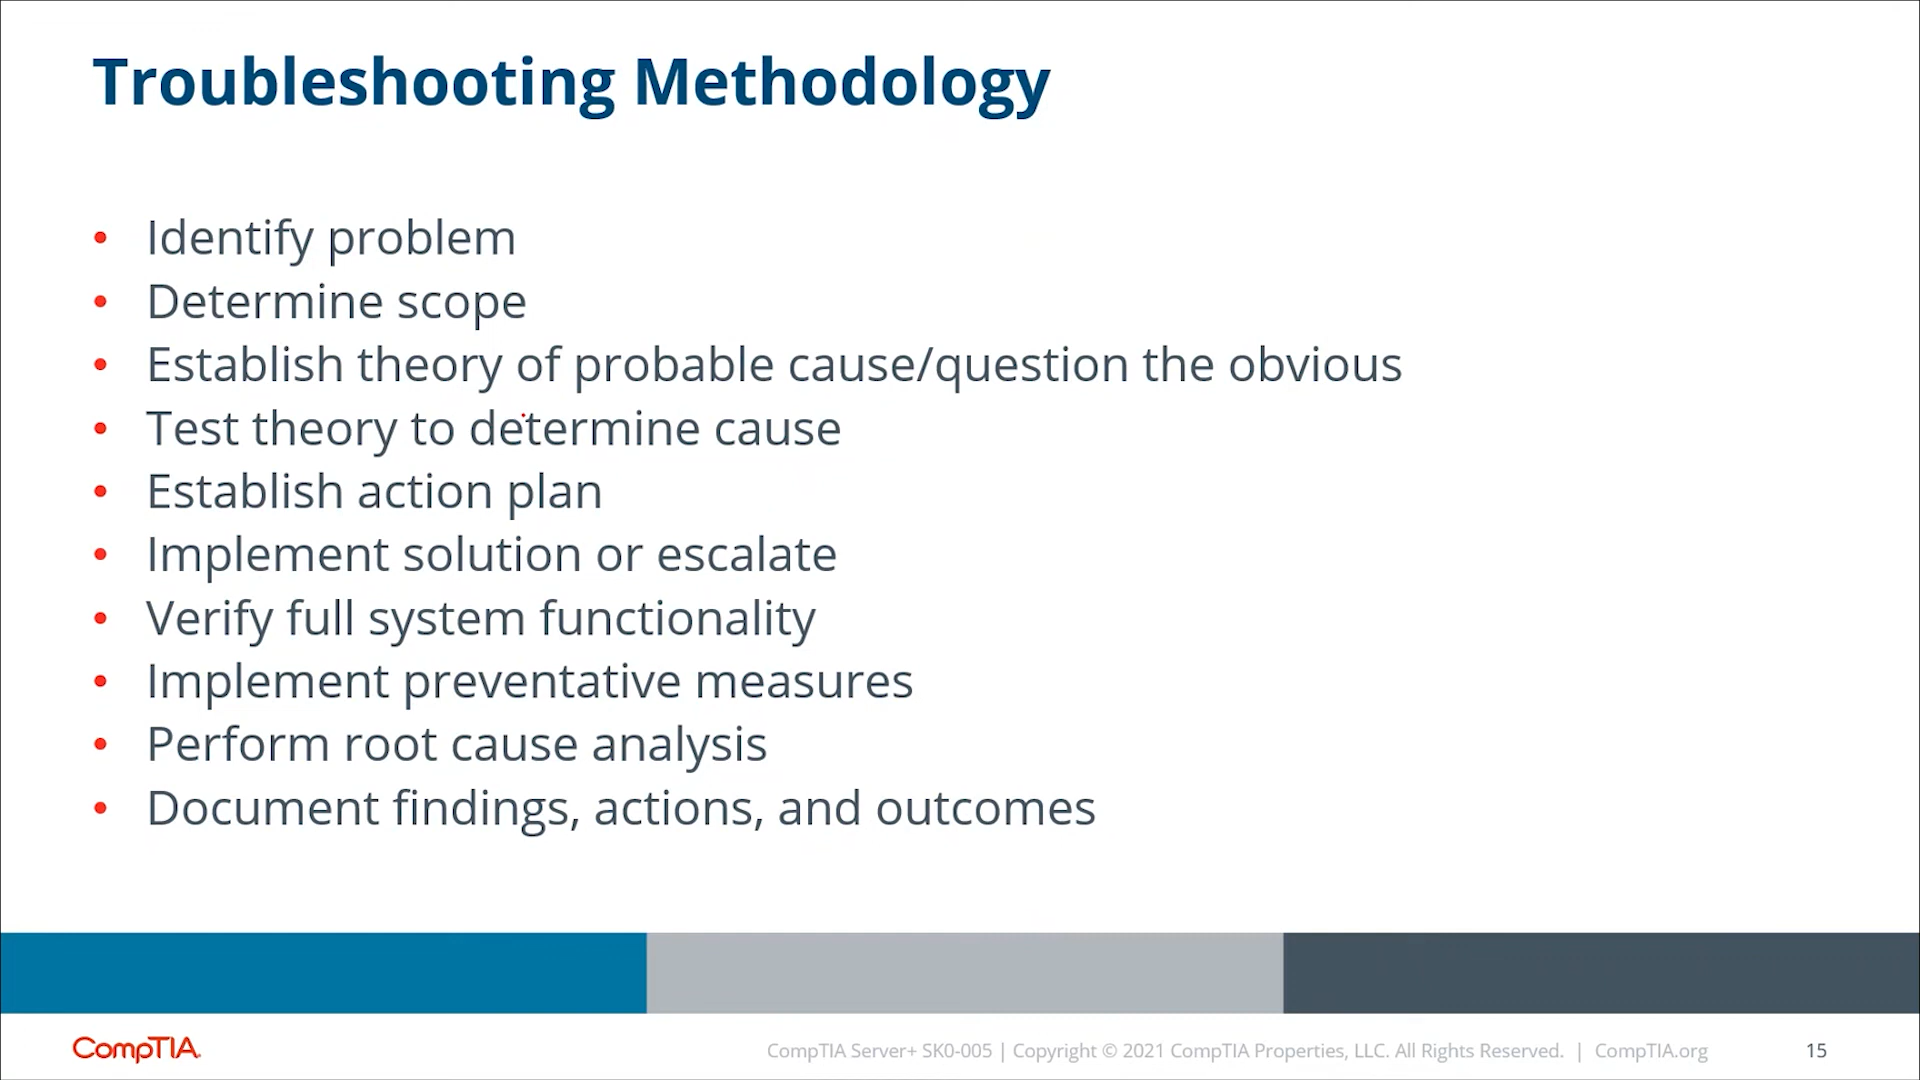 Troubleshooting Methodology
• Identify problem
• Determine scope
• Establish theory of probable cause/question the obvious
• Test theory to determine cause
• Establish action plan
• Implement solution or escalate
• Verify full system functionality
• Implement preventative measures
• Perform root cause analysis
• Document findings, actions, and outcomes
CompTIA.
CompTIA Server+ SK0-005 | Copyright © 2021 CompTIA Properties, LLC. All Rights Reserved. | CompTIA.org
15